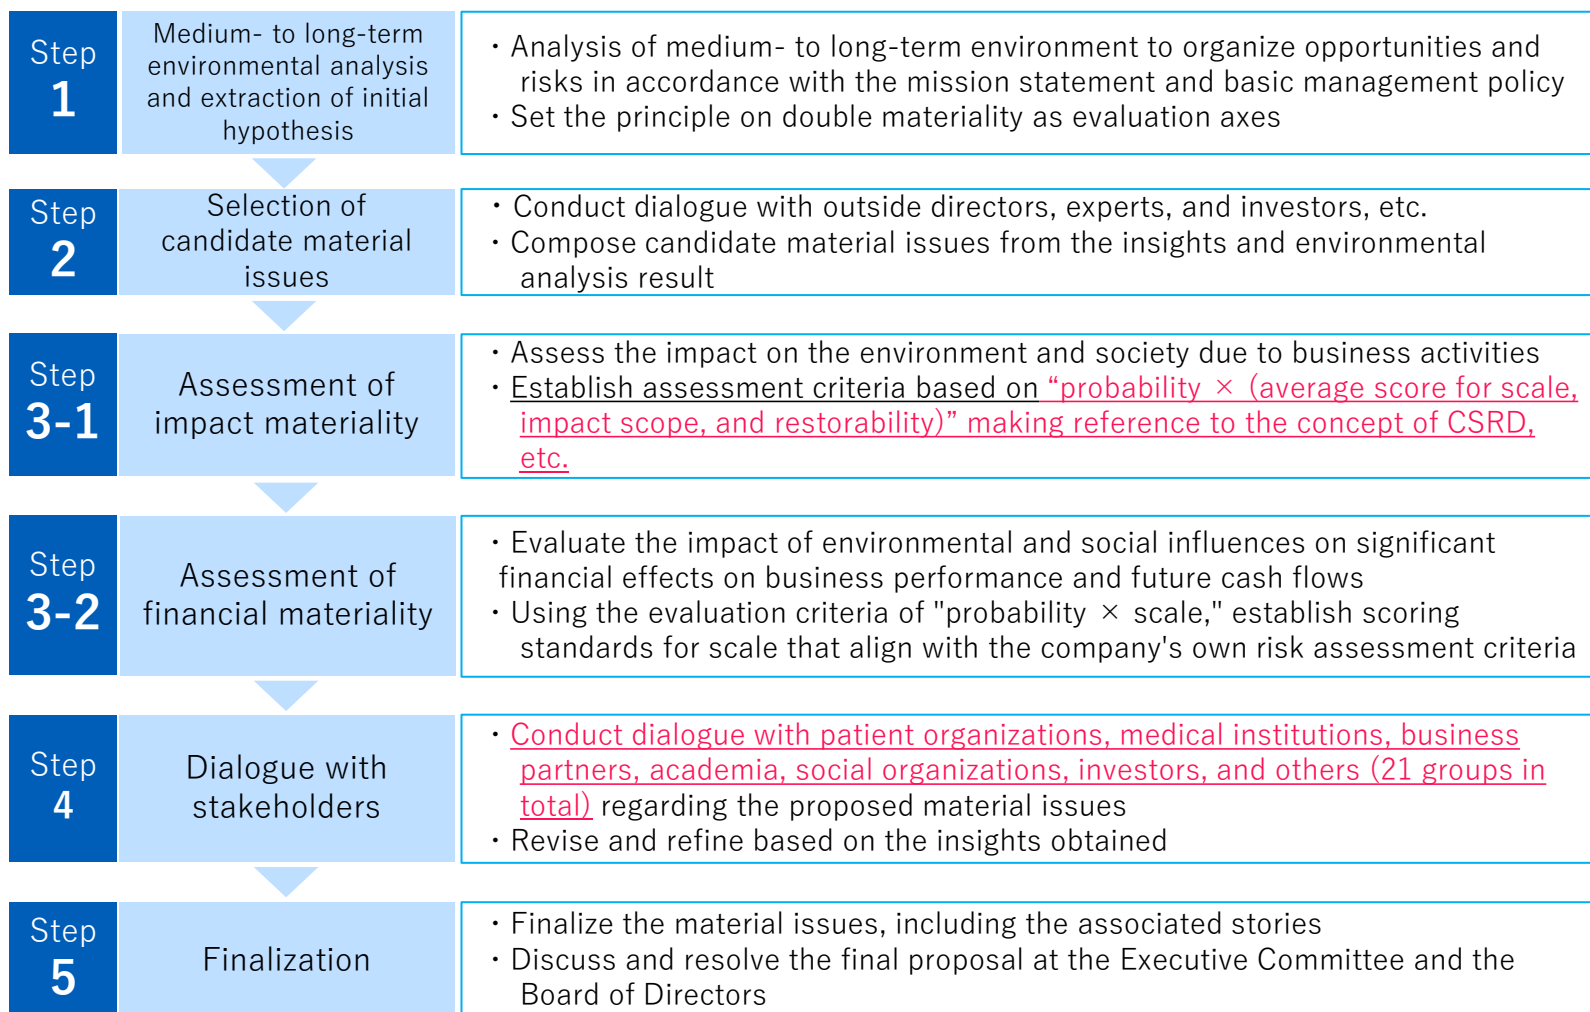 Step
1
Medium- to long-term
environmental analysis
and extraction of initial
hypothesis
・Analysis of medium- to long-term environment to organize opportunities and
risks in accordance with the mission statement and basic management policy
・Set the principle on double materiality as evaluation axes
Step
2
Selection of
candidate material
issues
・Conduct dialogue with outside directors, experts, and investors, etc.
・Compose candidate material issues from the insights and environmental
analysis result
Step
3-1
Assessment of
impact materiality
・Assess the impact on the environment and society due to business activities
・Establish assessment criteria based on “probability × (average score for scale,
impact scope, and restorability)” making reference to the concept of CSRD,
etc.
Step
3-2
Assessment of
financial materiality
・Evaluate the impact of environmental and social influences on significant
financial effects on business performance and future cash flows
・Using the evaluation criteria of "probability × scale," establish scoring
standards for scale that align with the company's own risk assessment criteria
Step
4
Dialogue with
stakeholders
・Conduct dialogue with patient organizations, medical institutions, business
partners, academia, social organizations, investors, and others (21 groups in
total) regarding the proposed material issues
・Revise and refine based on the insights obtained
Step
5
Finalization
・Finalize the material issues, including the associated stories
・Discuss and resolve the final proposal at the Executive Committee and the
Board of Directors